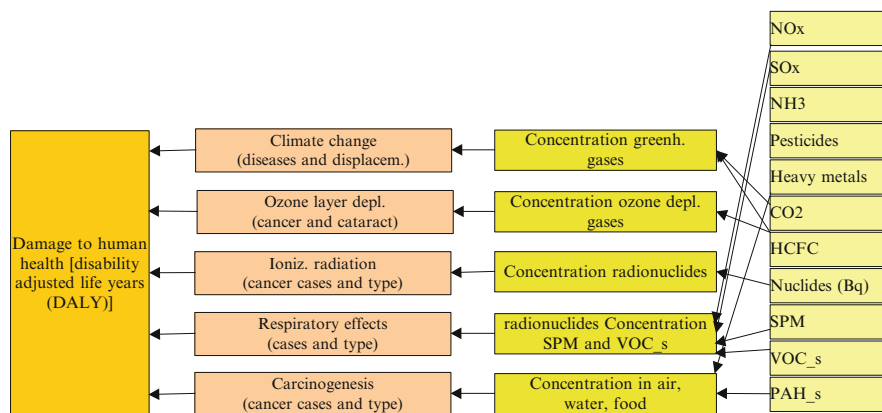 Damage to human
health [disability
adjusted life years
(DALY)]
Climate change
(diseases and displacem.)
Ozone layer depl.
(cancer and cataract)
Ioniz. radiation
(cancer cases and type)
Respiratory effects
(cases and type)
Carcinogenesis
(cancer cases and type)
Concentration greenh.
gases
Concentration ozone depl.
gases
Concentration radionuclides
radionuclides Concentration
SPM and VOC_s
Concentration in air,
water, food
NOx
SOx
NH3
Pesticides
Heavy metals
CO2
HCFC
Nuclides (Bq)
SPM
VOC_s
PAH_s